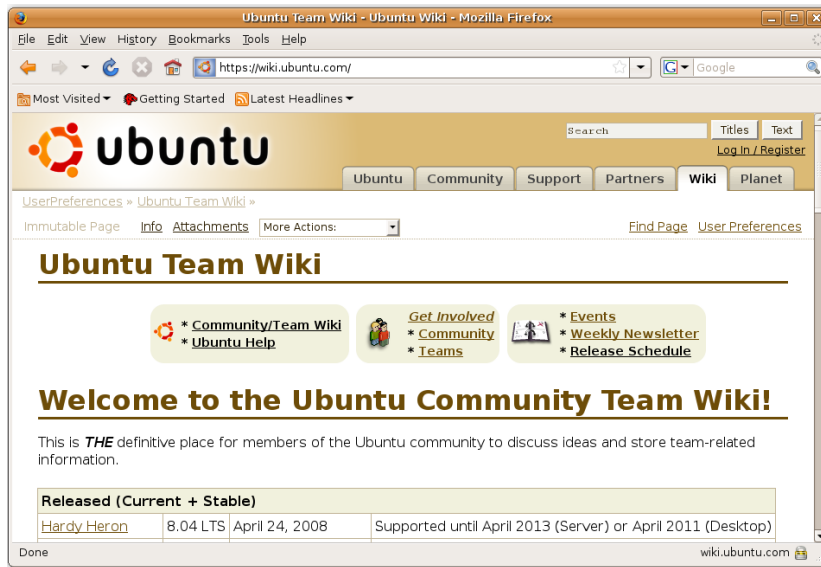 Ubuntu Team Wiki - Ubuntu Wiki - Mozilla Firefox
File Edit View History Bookmarks Tools Help
https://wiki.ubuntu.com/ G Google
Most Visited Getting Started Latest Headlines
ubuntu
Search Titles Text
Log In / Register
Ubuntu Community Support Partners Wiki Planet
UserPreferences » Ubuntu Team Wiki »
Immutable Page Info Attachments More Actions: Find Page User Preferences
Ubuntu Team Wiki
* Community/Team Wiki
* Ubuntu Help
Get Involved
* Community
* Teams
* Events
* Weekly Newsletter
* Release Schedule
Welcome to the Ubuntu Community Team Wiki!
This is THE definitive place for members of the Ubuntu community to discuss ideas and store team-related
information.
Released (Current + Stable)
Hardy Heron 8.04 LTS April 24, 2008 Supported until April 2013 (Server) or April 2011 (Desktop)
Done wiki.ubuntu.com